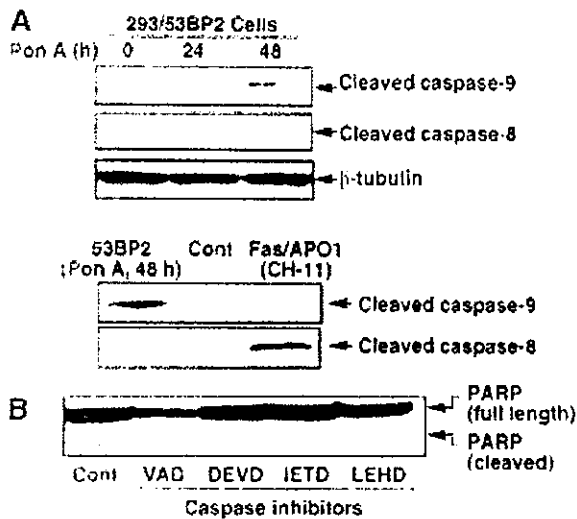 A
293/53BP2 Cells
Pon A (h) 0 24 48
Cleaved caspase-9
Cleaved caspase-8
β-tubulin
53BP2 Cont Fas/APO1
(Pon A, 48 h) (CH-11)
Cleaved caspase-9
Cleaved caspase-8
B
PARP
(full length)
PARP
(cleaved)
Cont VAD DEVD IETD LEHD
Caspase inhibitors